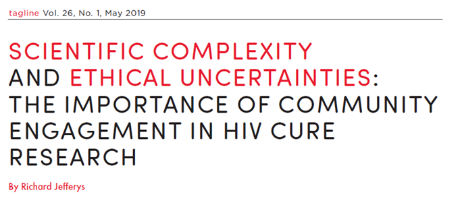 tagline Vol. 26, No. 1, May 2019
SCIENTIFIC COMPLEXITY
AND ETHICAL UNCERTAINTIES:
THE IMPORTANCE OF COMMUNITY
ENGAGEMENT IN HIV CURE
RESEARCH
By Richard Jefferys